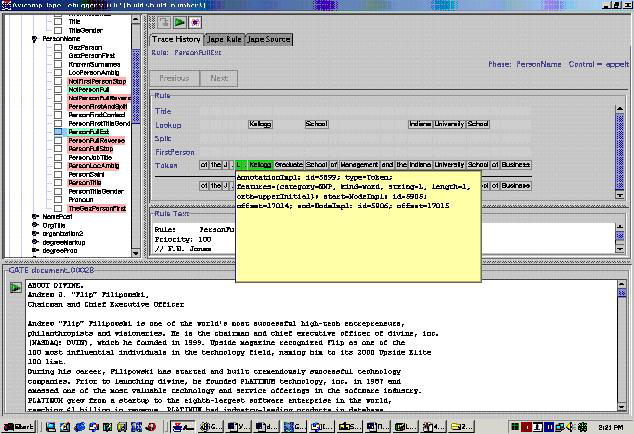 Title
TitleGender
PersonName
GazPerson
GazPersonFirst
KnownSurnames
LocPersonAmbig
NotFirstPersonStop
NotPersonFull
NotPersonFullReverse
PersonFirstAndSplit
PersonFirstContext
PersonFirstTitleGend
PersonFullExt
PersonFullReverse
PersonFullStop
PersonJobTitle
PersonLocAmbig
PersonSaint
PersonTitle
PersonTitleGender
Pronoun
TheGazPersonFirst
NamePost
OrgTitle
organization2
degreeMarkup
degreeProc
Trace History
Jape Rule
Jape Source
Rule: PersonFullExt
Phase: PersonName Control = appelt
Previous
Next
Rule
Title
Lookup Kellogg School Indiana University School
Split
FirstPerson
Token of the J . L . Kellogg Graduate School of Management and the Indiana University School of Business
AnnotationImpl: id=5899; type=Token;
features={category=NNP, kind=word, string=L, length=1,
orth=upperInitial}; start=NodeImpl: id=5905;
offset=17014; end=NodeImpl: id=5906; offset=17015
of the J
School of Business
Rule Text
Rule: PersonFu
Priority: 100
// F.W. Jones
GATE document_00028
ABOUT DIVINE.
Andrew J. "Flip" Filipowski,
Chairman and Chief Executive Officer
Andrew "Flip" Filipowski is one of the world's most successful high-tech entrepreneurs,
philanthropists and visionaries. He is the chairman and chief executive officer of divine, inc.
(NASDAQ: DVIN), which he founded in 1999. Upside magazine recognized Flip as one of the
100 most influential individuals in the technology field, naming him to its 2000 Upside Elite
100 list.
During his career, Filipowski has started and built tremendously successful technology
companies. Prior to launching divine, he founded PLATINUM technology, inc. in 1987 and
amassed one of the most valuable technology and service offerings in the software industry.
PLATINUM grew from a startup to the eighth-largest software enterprise in the world,
reaching $1 billion in revenue. PLATINUM had industry-leading products in database
Start
2:21 PM